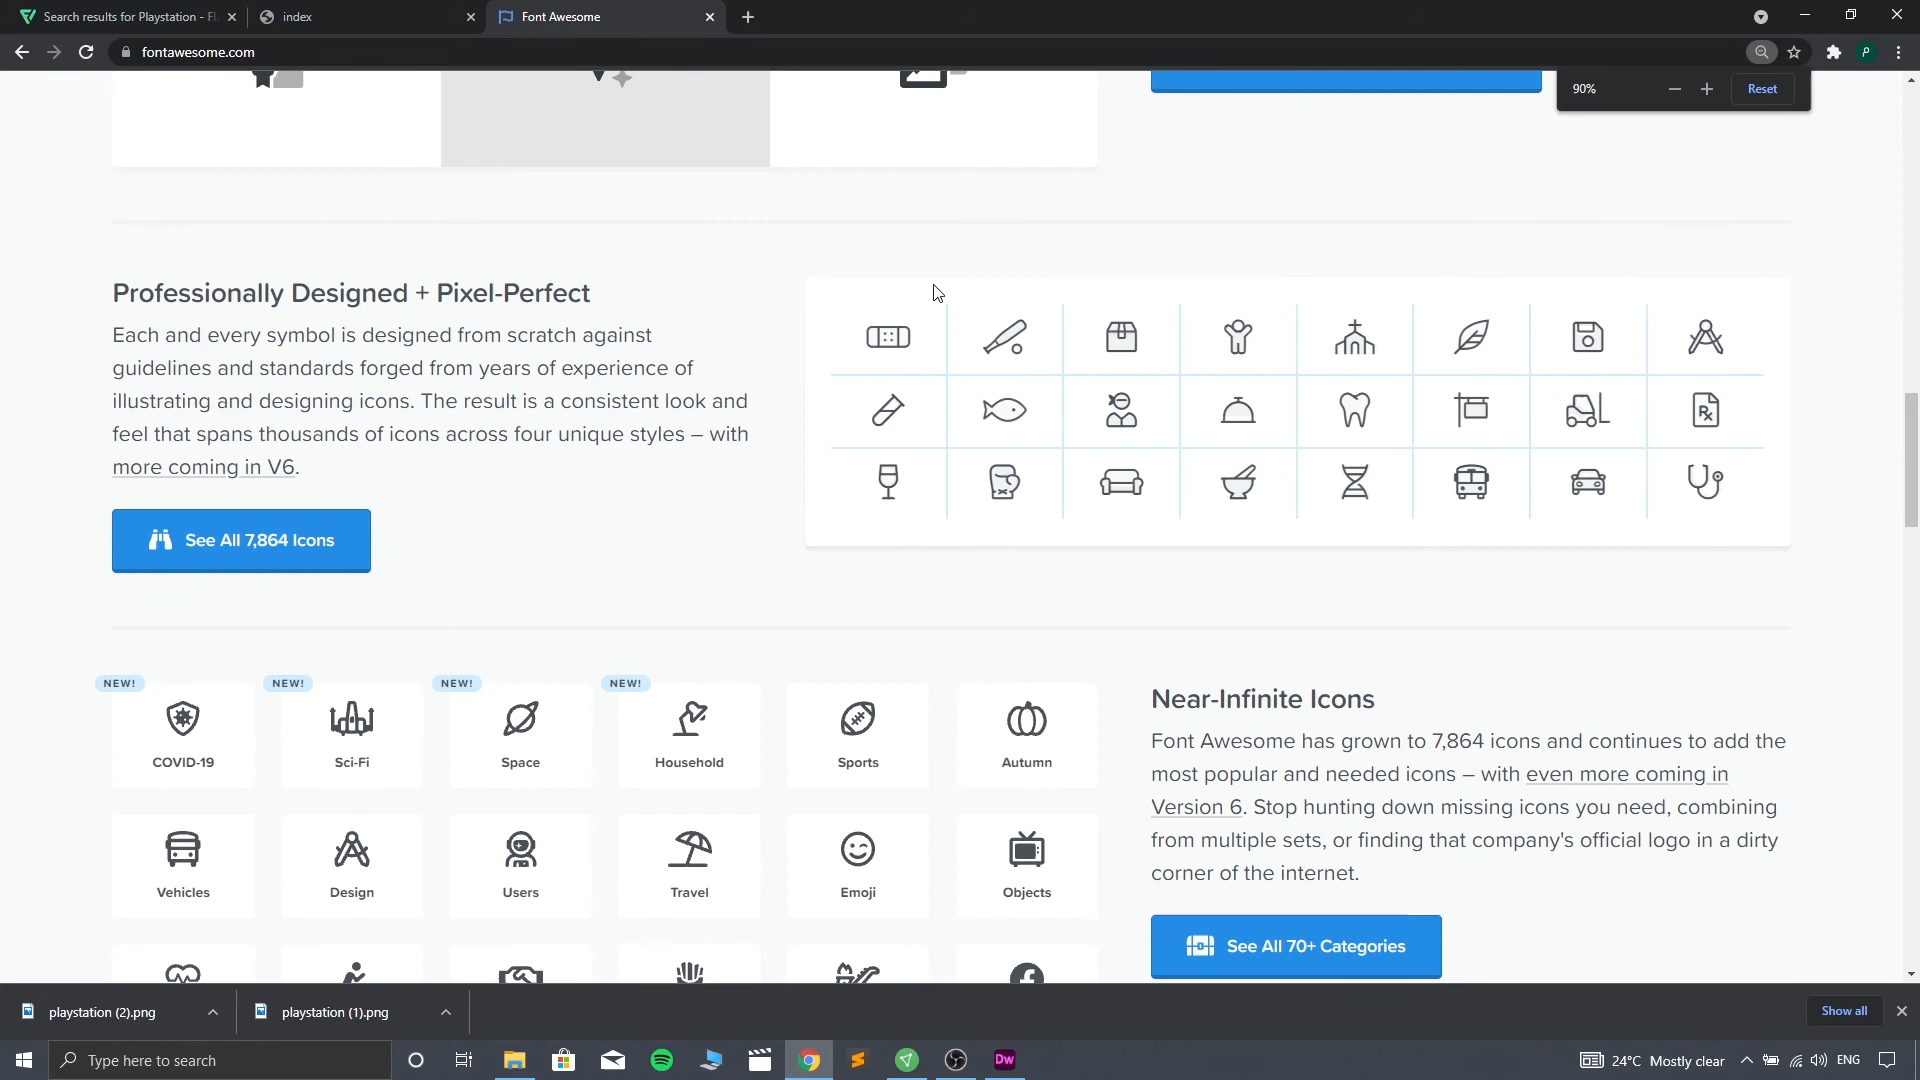 Search results for Playstation - Fl
index
Font Awesome
fontawesome.com
90%
Reset
Professionally Designed + Pixel-Perfect
Each and every symbol is designed from scratch against
guidelines and standards forged from years of experience of
illustrating and designing icons. The result is a consistent look and
feel that spans thousands of icons across four unique styles – with
more coming in V6.
See All 7,864 Icons
NEW!
NEW!
NEW!
NEW!
COVID-19
Sci-Fi
Space
Household
Sports
Autumn
Vehicles
Design
Users
Travel
Emoji
Objects
Near-Infinite Icons
Font Awesome has grown to 7,864 icons and continues to add the
most popular and needed icons – with even more coming in
Version 6. Stop hunting down missing icons you need, combining
from multiple sets, or finding that company's official logo in a dirty
corner of the internet.
See All 70+ Categories
playstation (2).png
playstation (1).png
Show all
Type here to search
Dw
24°C Mostly clear
ENG